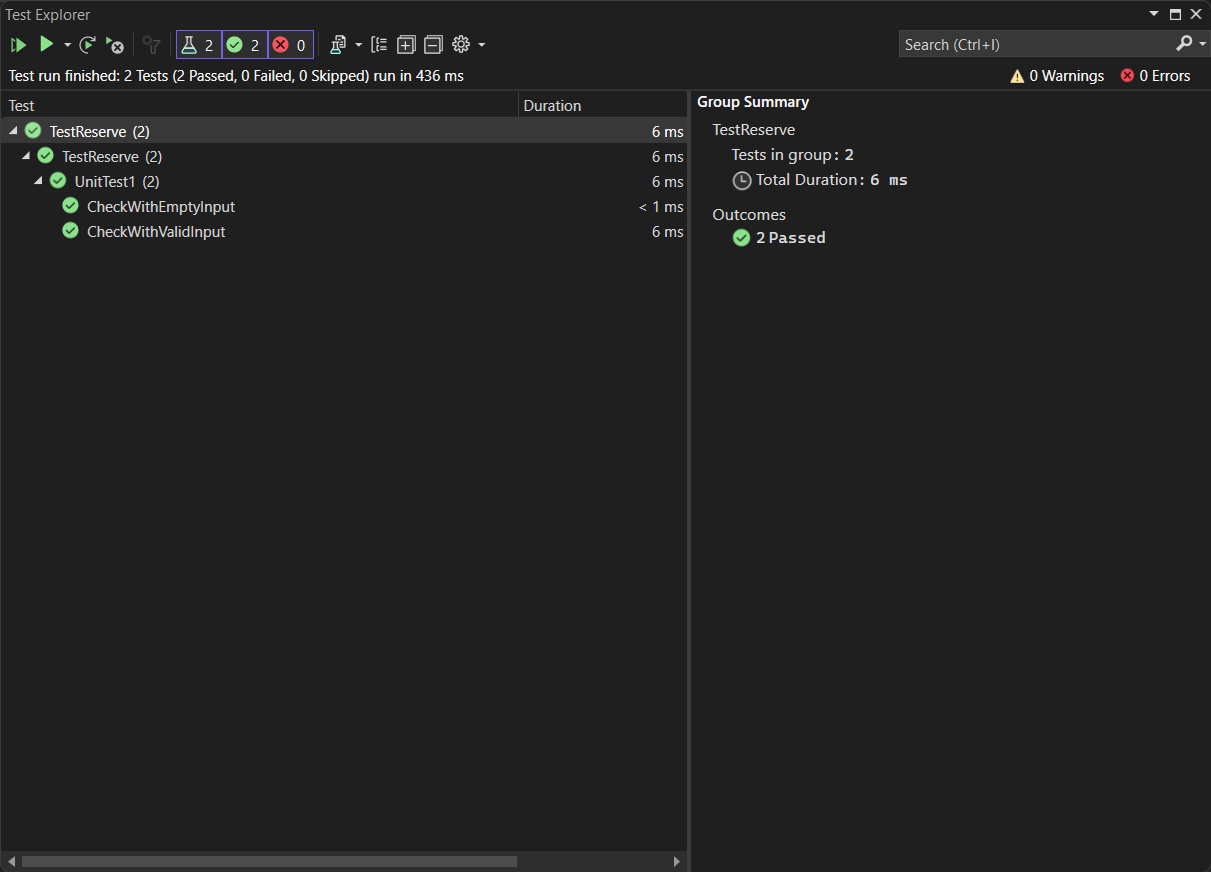 Test Explorer
2 2 0
Search (Ctrl+I)
Test run finished: 2 Tests (2 Passed, 0 Failed, 0 Skipped) run in 436 ms
0 Warnings 0 Errors
Test Duration
TestReserve (2) 6 ms
TestReserve (2) 6 ms
UnitTest1 (2) 6 ms
CheckWithEmptyInput < 1 ms
CheckWithValidInput 6 ms
Group Summary
TestReserve
Tests in group: 2
Total Duration: 6 ms
Outcomes
2 Passed